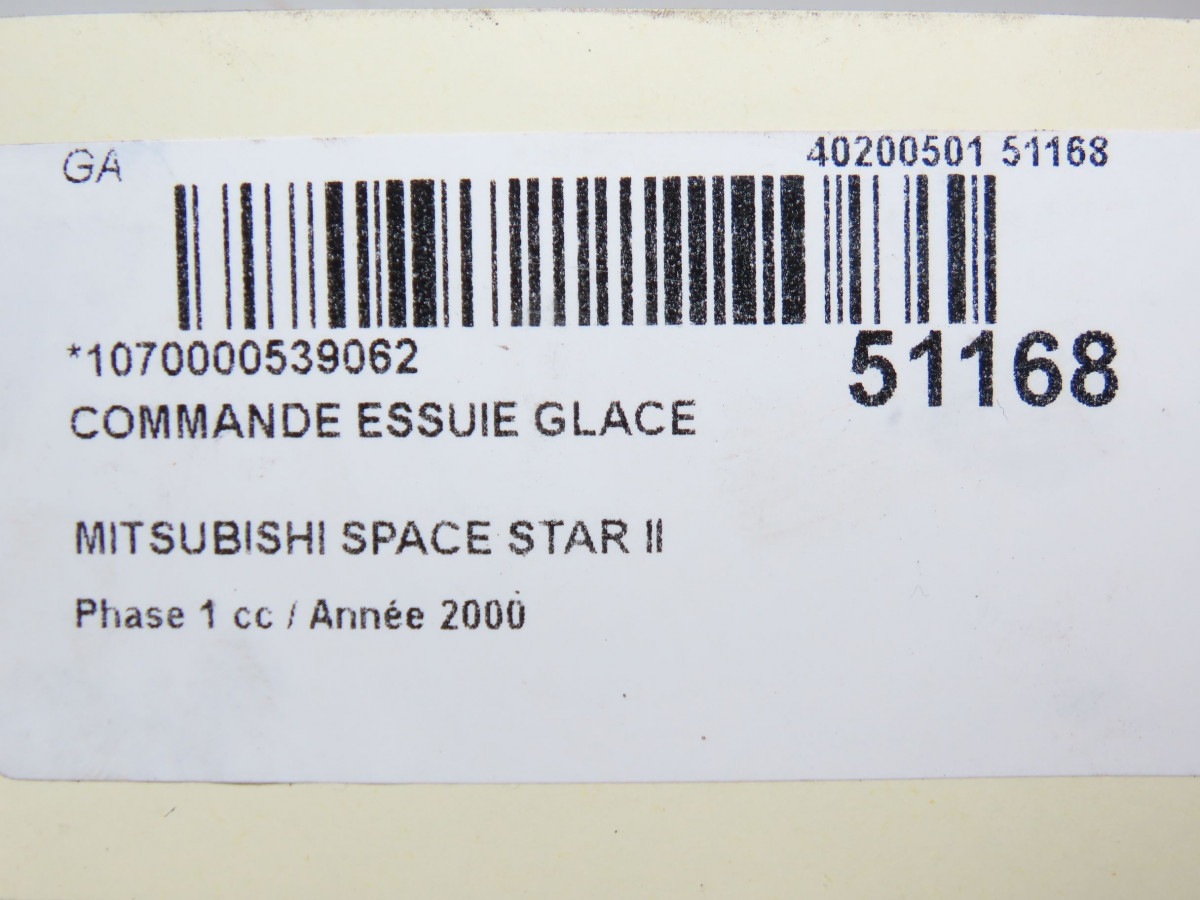 GA
40200501 51168
*1070000539062
51168
COMMANDE ESSUIE GLACE
MITSUBISHI SPACE STAR II
Phase 1 cc / Année 2000